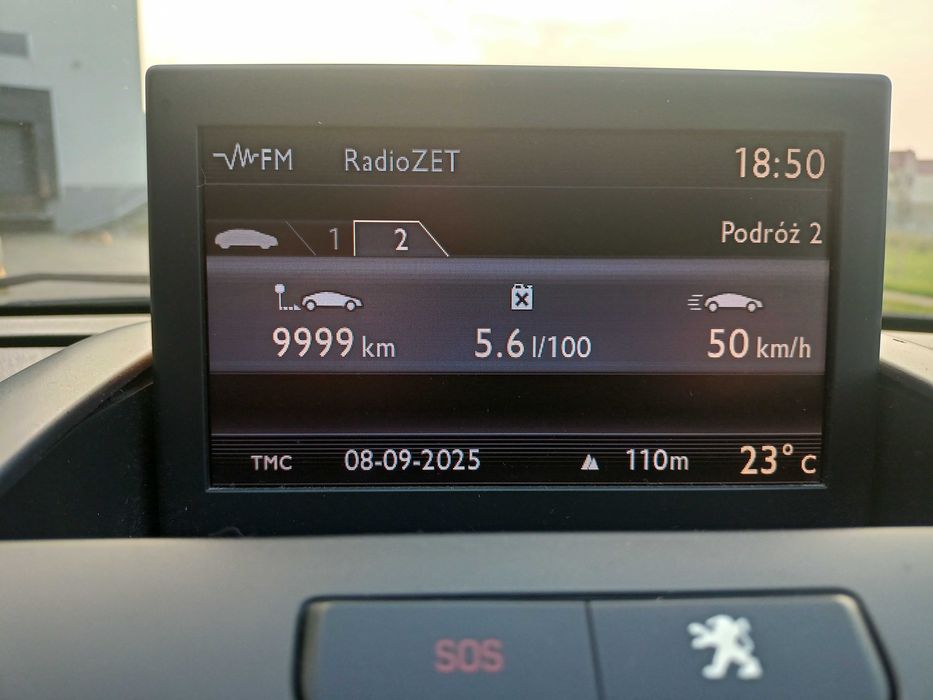 FM RadioZET 18:50
1 2 Podróż 2
9999 km 5.6 l/100 50 km/h
TMC 08-09-2025 110m 23° C
SOS